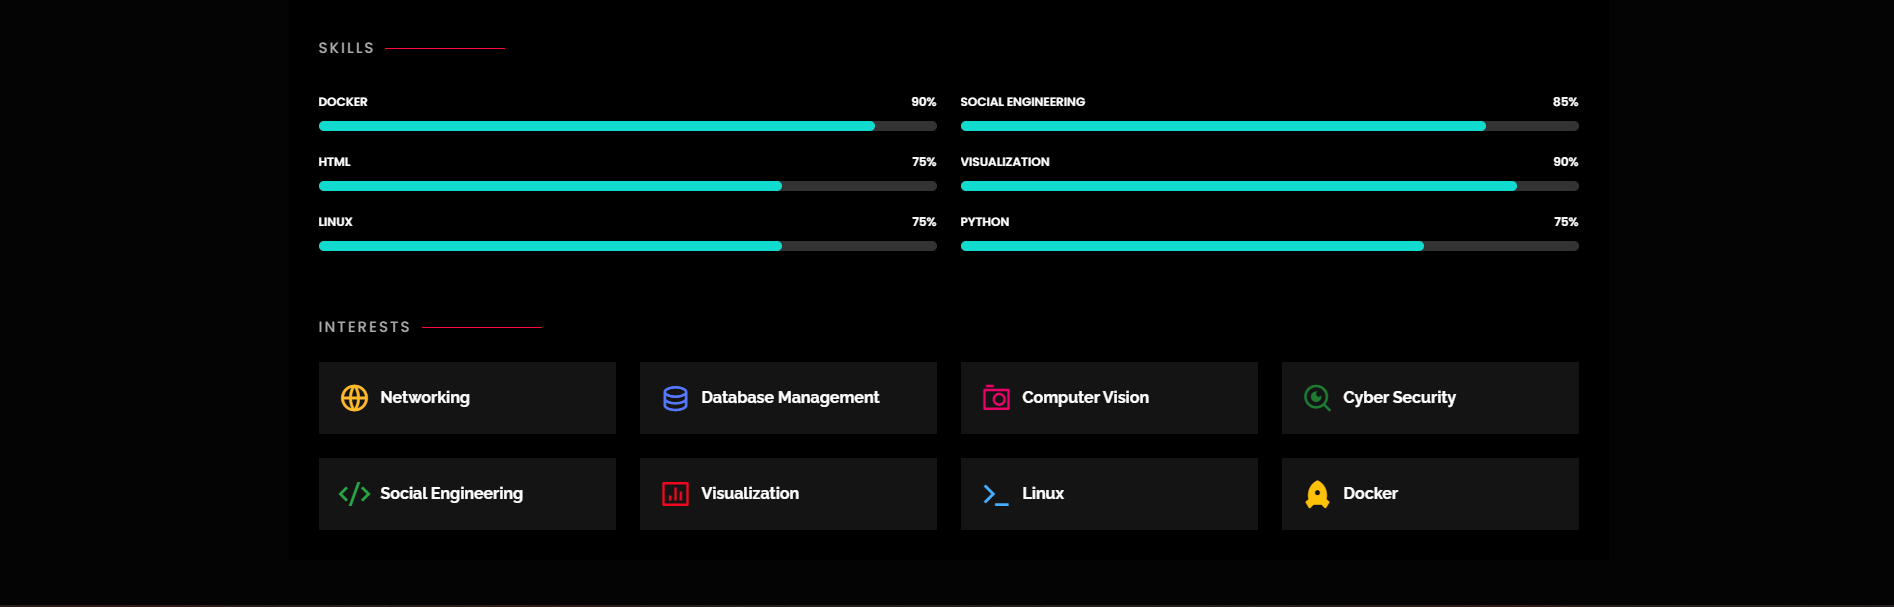 SKILLS
DOCKER 90% SOCIAL ENGINEERING 85%
HTML 75% VISUALIZATION 90%
LINUX 75% PYTHON 75%
INTERESTS
Networking Database Management Computer Vision Cyber Security
Social Engineering Visualization Linux Docker